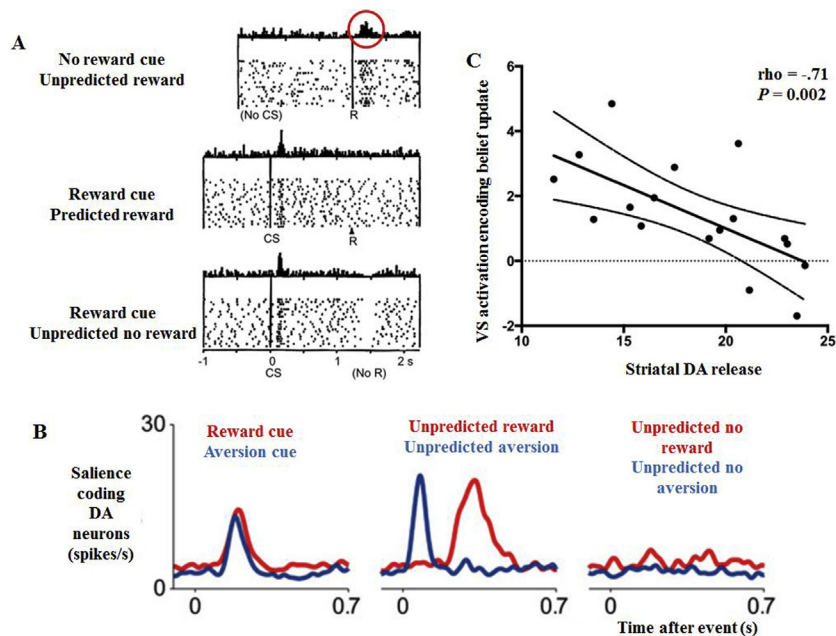 A
No reward cue
Unpredicted reward
(No CS)
R
Reward cue
Predicted reward
CS
R
Reward cue
Unpredicted no reward
-1
0
1
2 s
CS
(No R)
C
VS activation encoding belief update
6
4
2
0
-2
rho = -.71
P = 0.002
10
15
20
25
Striatal DA release
B
30
Salience
coding
DA
neurons
(spikes/s)
0
Reward cue
Aversion cue
Unpredicted reward
Unpredicted aversion
Unpredicted no
reward
Unpredicted no
aversion
0
0.7
0
0.7
0
0.7
Time after event (s)